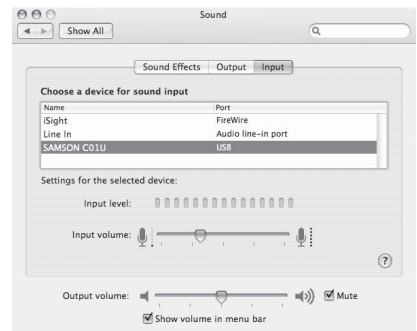 Sound
Show All
Sound Effects Output Input
Choose a device for sound input
Name Port
iSight FireWire
Line In Audio line-in port
SAMSON C01U USB
Settings for the selected device:
Input level:
Input volume:
?
Output volume: Mute
Show volume in menu bar